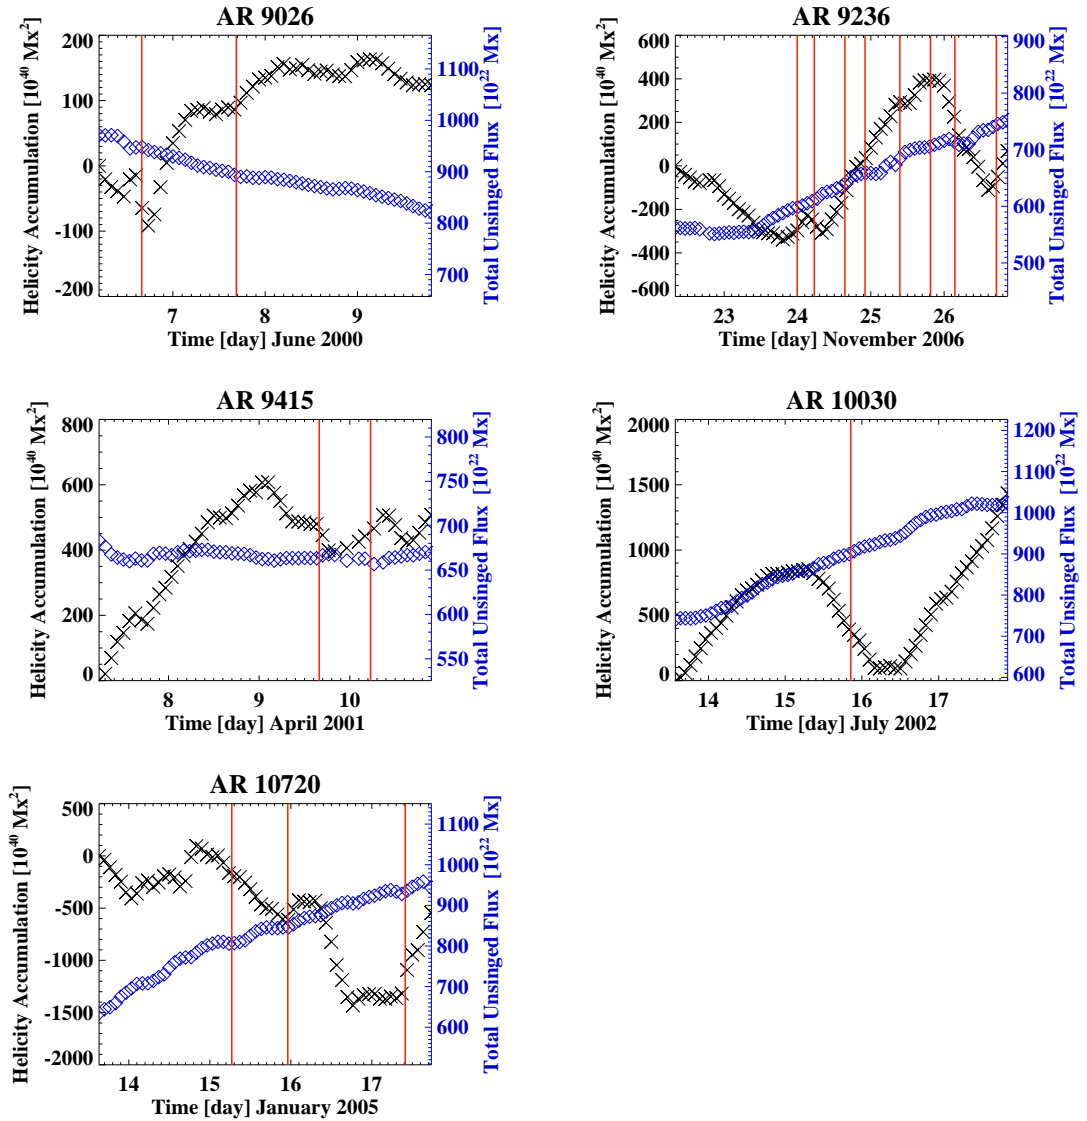 AR 9026
Helicity Accumulation [10^40 Mx^2]
200
100
0
-100
-200
1100
1000
900
800
700
Total Unsinged Flux [10^22 Mx]
7 8 9
Time [day] June 2000
AR 9236
Helicity Accumulation [10^40 Mx^2]
600
400
200
0
-200
-400
-600
900
800
700
600
500
Total Unsinged Flux [10^22 Mx]
23 24 25 26
Time [day] November 2006
AR 9415
Helicity Accumulation [10^40 Mx^2]
800
600
400
200
0
800
750
700
650
600
550
Total Unsinged Flux [10^22 Mx]
8 9 10
Time [day] April 2001
AR 10030
Helicity Accumulation [10^40 Mx^2]
2000
1500
1000
500
0
1200
1100
1000
900
800
700
600
Total Unsinged Flux [10^22 Mx]
14 15 16 17
Time [day] July 2002
AR 10720
Helicity Accumulation [10^40 Mx^2]
500
0
-500
-1000
-1500
-2000
1100
1000
900
800
700
600
Total Unsinged Flux [10^22 Mx]
14 15 16 17
Time [day] January 2005